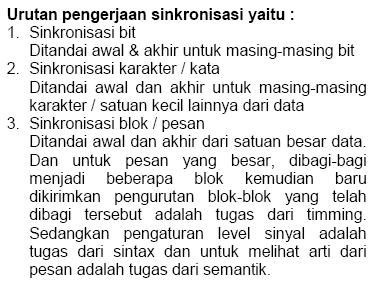 Urutan pengerjaan sinkronisasi yaitu :
1. Sinkronisasi bit
Ditandai awal & akhir untuk masing-masing bit
2. Sinkronisasi karakter / kata
Ditandai awal dan akhir untuk masing-masing
karakter / satuan kecil lainnya dari data
3. Sinkronisasi blok / pesan
Ditandai awal dan akhir dari satuan besar data.
Dan untuk pesan yang besar, dibagi-bagi
menjadi beberapa blok kemudian baru
dikirimkan pengurutan blok-blok yang telah
dibagi tersebut adalah tugas dari timming.
Sedangkan pengaturan level sinyal adalah
tugas dari sintax dan untuk melihat arti dari
pesan adalah tugas dari semantik.